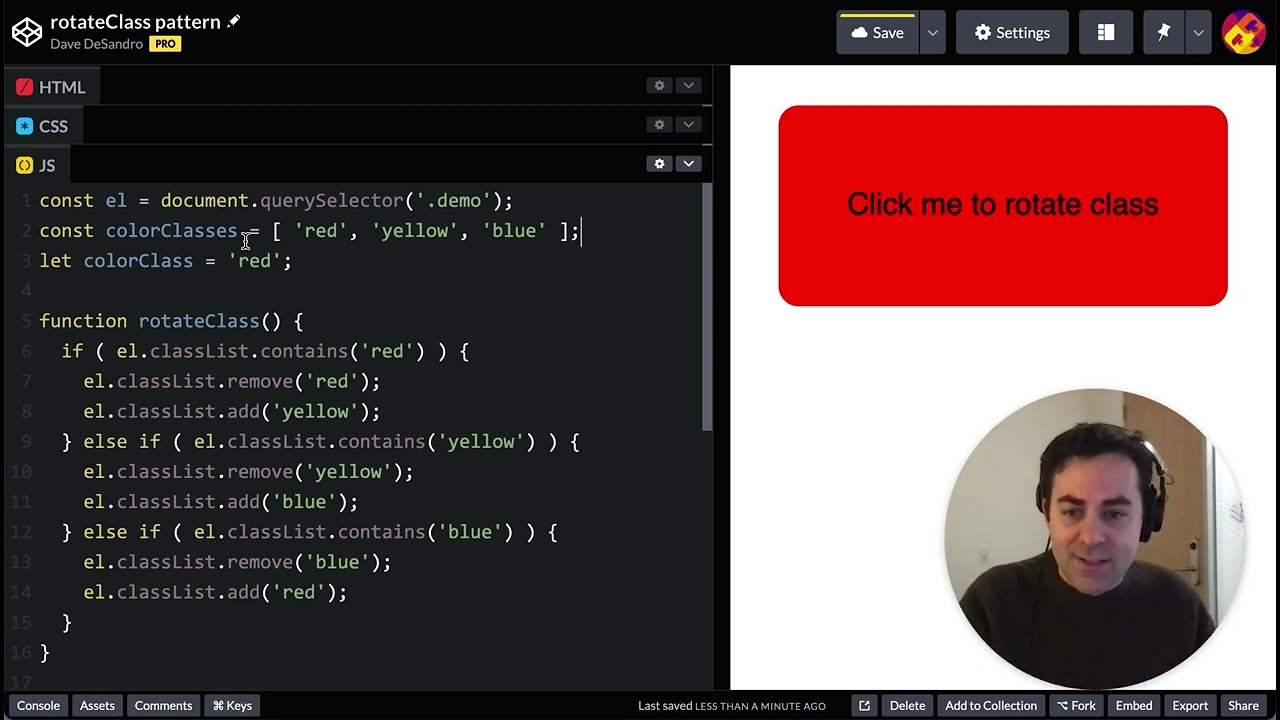 rotateClass pattern
Dave DeSandro PRO
Save
Settings
HTML
CSS
JS
1 const el = document.querySelector('.demo');
2 const colorClasses = [ 'red', 'yellow', 'blue' ];
3 let colorClass = 'red';
4
5 function rotateClass() {
6 if ( el.classList.contains('red') ) {
7 el.classList.remove('red');
8 el.classList.add('yellow');
9 } else if ( el.classList.contains('yellow') ) {
10 el.classList.remove('yellow');
11 el.classList.add('blue');
12 } else if ( el.classList.contains('blue') ) {
13 el.classList.remove('blue');
14 el.classList.add('red');
15 }
16 }
17
Click me to rotate class
Console Assets Comments ⌘ Keys Last saved LESS THAN A MINUTE AGO Delete Add to Collection ⌥ Fork Embed Export Share